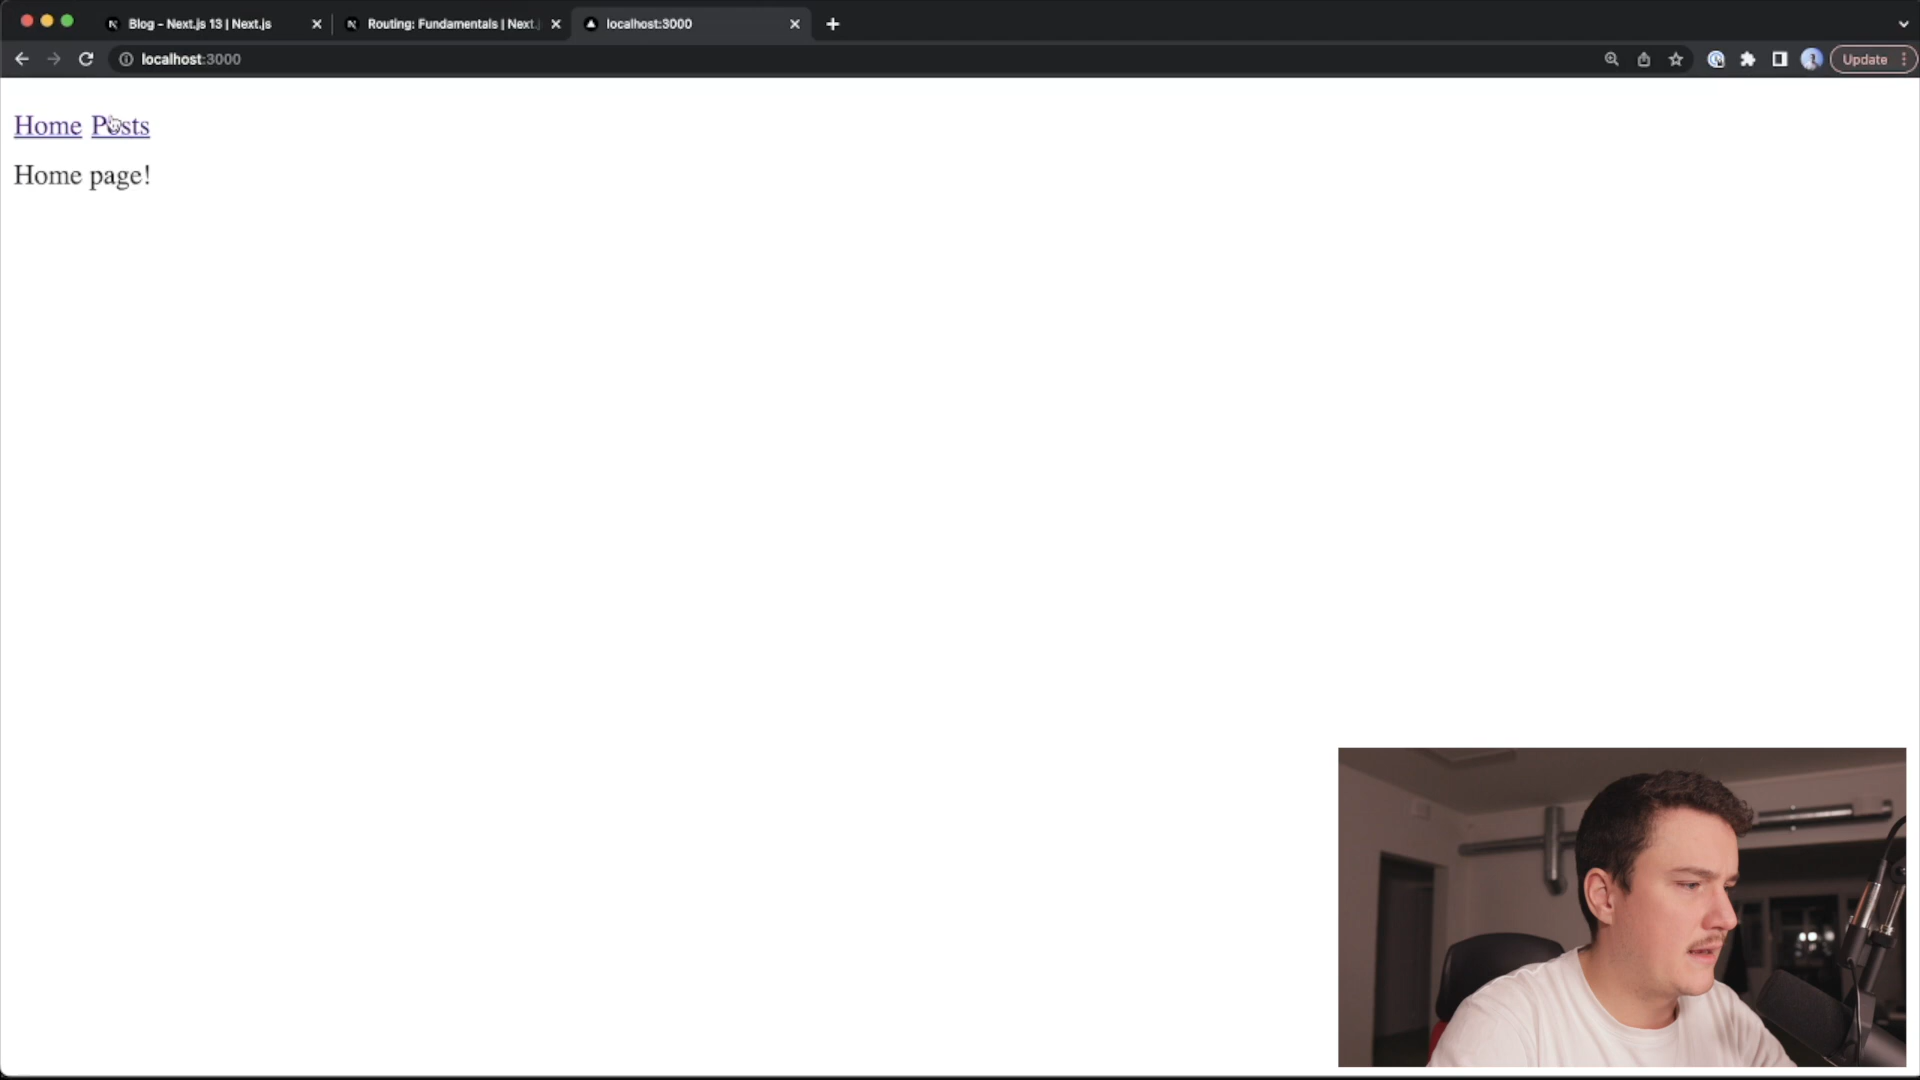 Blog - Next.js 13 | Next.js
Routing: Fundamentals | Next.
localhost:3000
localhost:3000
Update
Home Posts
Home page!